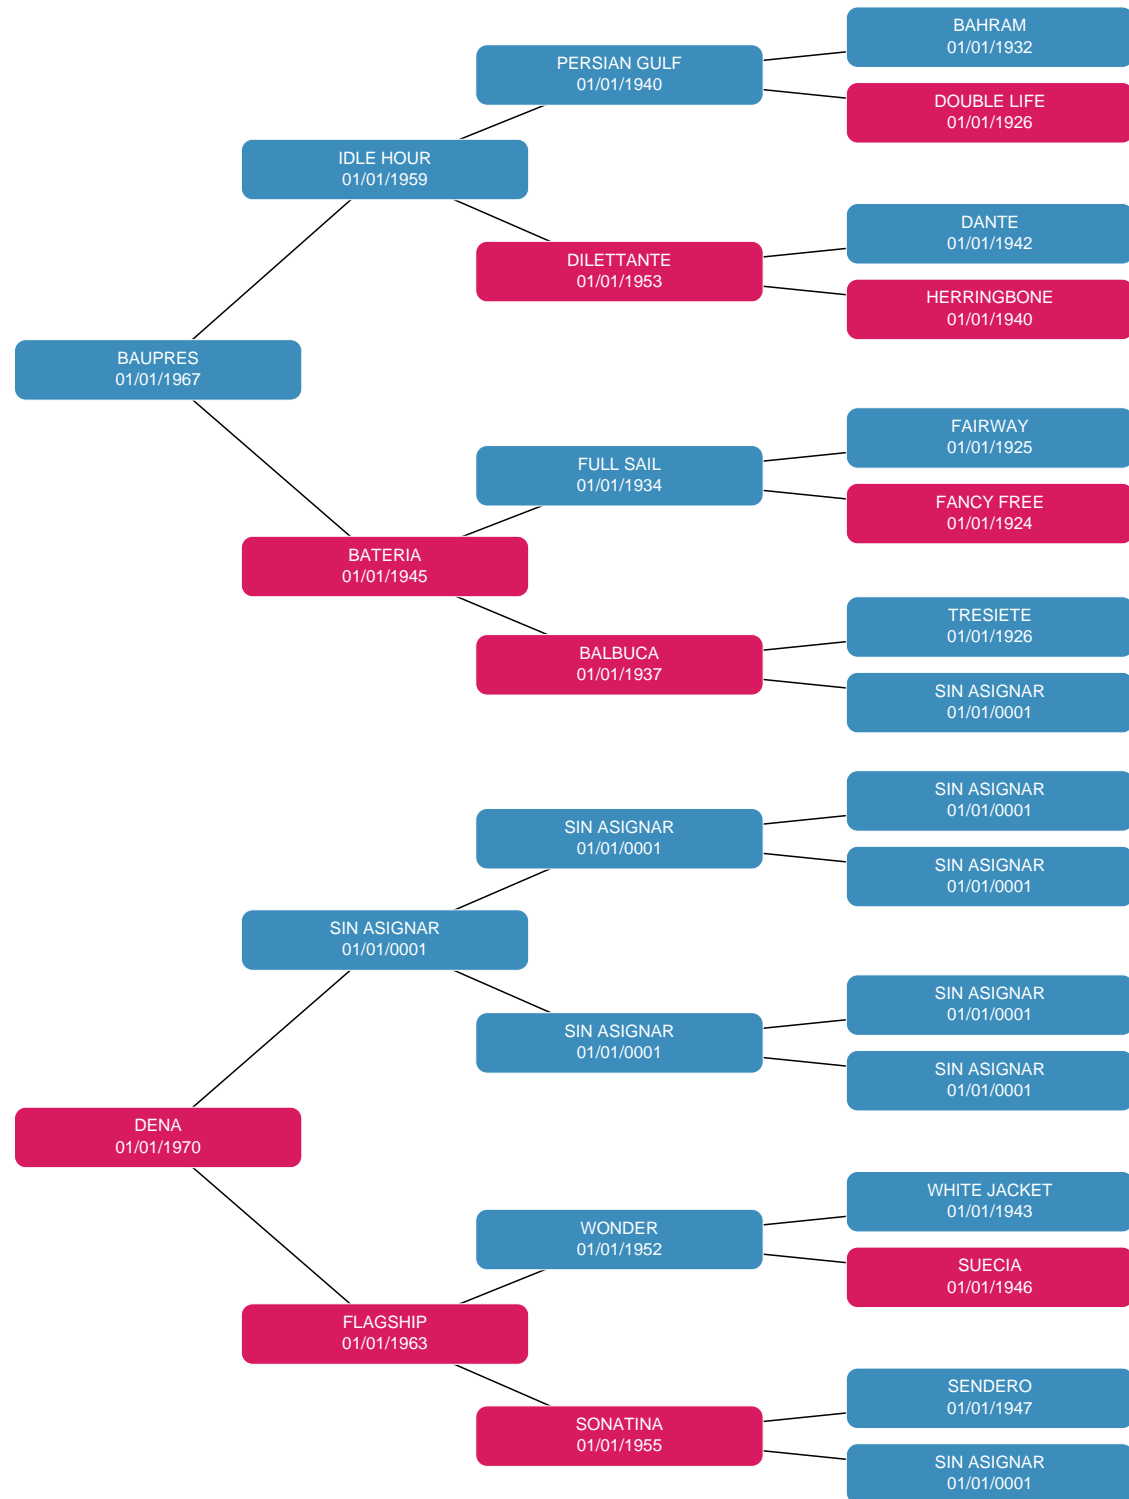 BAHRAM
01/01/1932
PERSIAN GULF
01/01/1940
DOUBLE LIFE
01/01/1926
IDLE HOUR
01/01/1959
DANTE
01/01/1942
DILETTANTE
01/01/1953
HERRINGBONE
01/01/1940
BAUPRES
01/01/1967
FAIRWAY
01/01/1925
FULL SAIL
01/01/1934
FANCY FREE
01/01/1924
BATERIA
01/01/1945
TRESIETE
01/01/1926
BALBUCA
01/01/1937
SIN ASIGNAR
01/01/0001
SIN ASIGNAR
01/01/0001
SIN ASIGNAR
01/01/0001
SIN ASIGNAR
01/01/0001
SIN ASIGNAR
01/01/0001
SIN ASIGNAR
01/01/0001
SIN ASIGNAR
01/01/0001
SIN ASIGNAR
01/01/0001
DENA
01/01/1970
WHITE JACKET
01/01/1943
WONDER
01/01/1952
SUECIA
01/01/1946
FLAGSHIP
01/01/1963
SENDERO
01/01/1947
SONATINA
01/01/1955
SIN ASIGNAR
01/01/0001